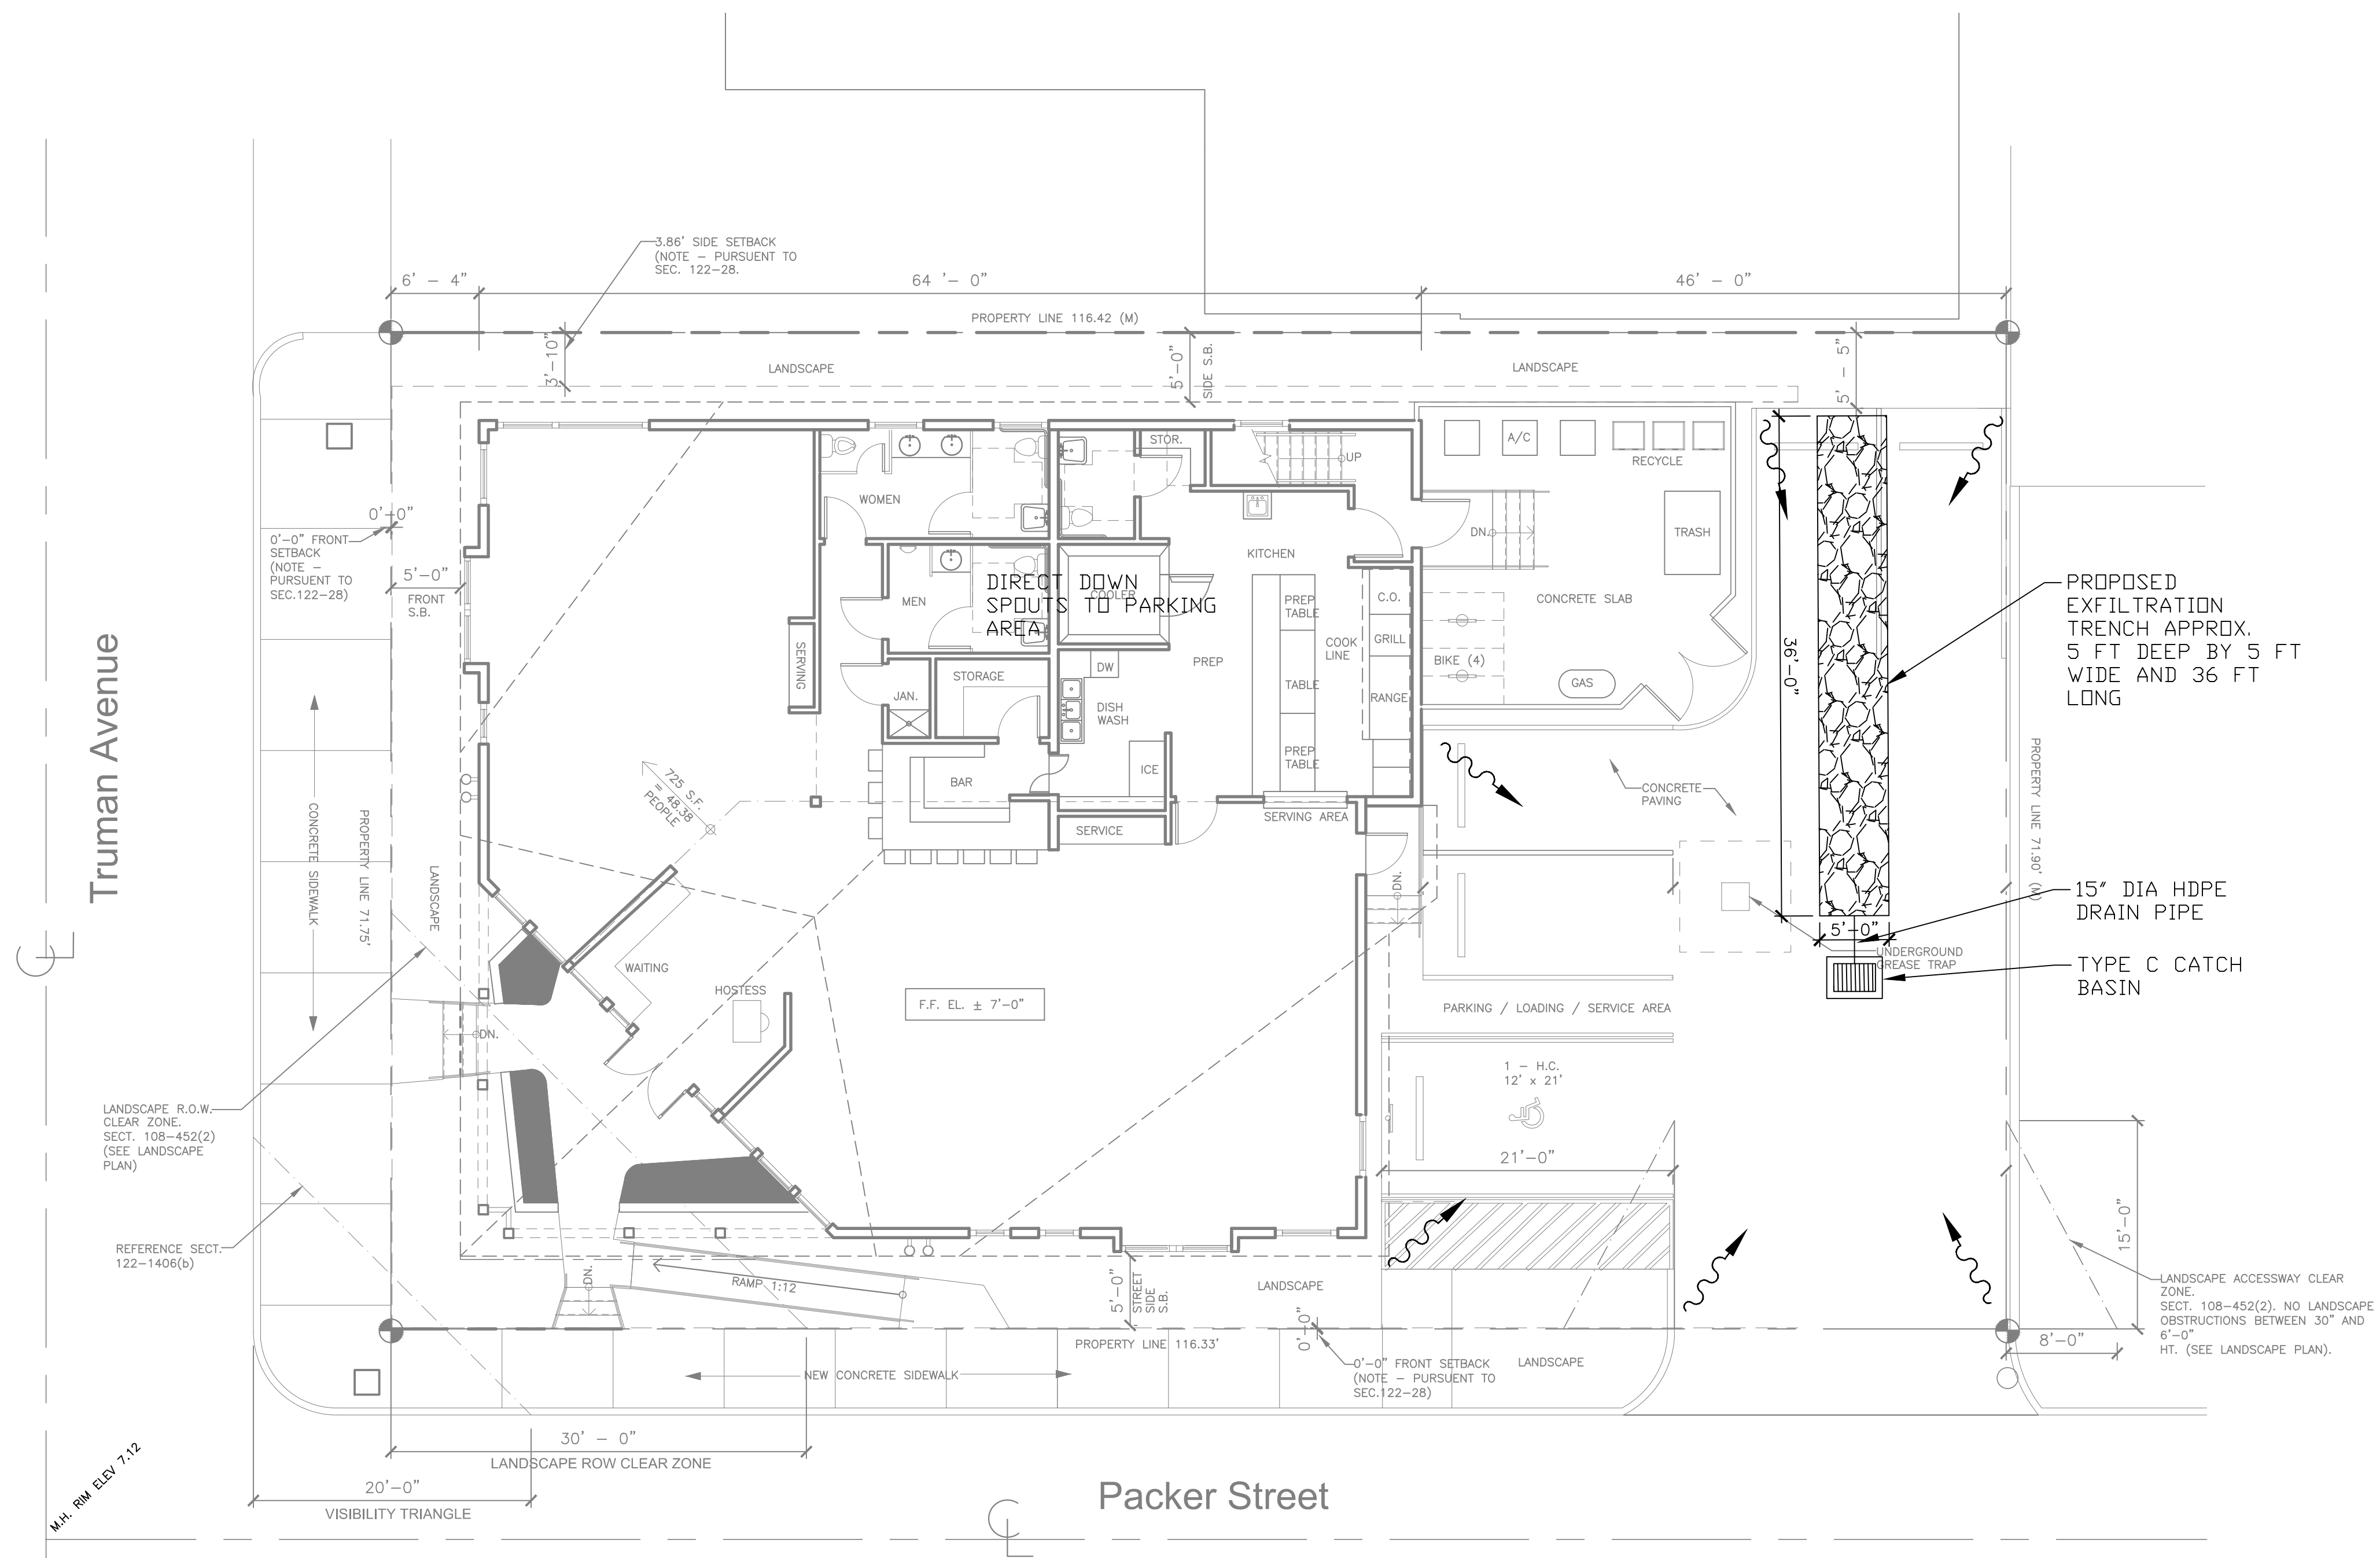 3.86' SIDE SETBACK
(NOTE – PURSUENT TO
SEC. 122–28.
6' – 4"
64 '– 0"
46' – 0"
PROPERTY LINE 116.42 (M)
3'–10"
LANDSCAPE
5'–0"
SIDE S.B.
LANDSCAPE
5' – 5"
STOR.
UP
A/C
RECYCLE
WOMEN
0'–0"
0'–0" FRONT
SETBACK
(NOTE –
PURSUENT TO
SEC.122–28)
5'–0"
FRONT
S.B.
KITCHEN
DN.
TRASH
MEN
DIRECT DOWN
SPOUTS TO PARKING
AREA
COOLER
PREP
TABLE
C.O.
CONCRETE SLAB
PROPOSED
EXFILTRATION
TRENCH APPROX.
5 FT DEEP BY 5 FT
WIDE AND 36 FT
LONG
36'–0"
GRILL
COOK
LINE
SERVING
DW
PREP
BIKE (4)
STORAGE
JAN.
TABLE
RANGE
GAS
DISH
WASH
Truman Avenue
PREP
TABLE
ICE
BAR
725 S.F.
= 48.38
PEOPLE
CONCRETE
PAVING
PROPERTY LINE 71.90' (M)
CONCRETE SIDEWALK
PROPERTY LINE 71.75'
LANDSCAPE
SERVICE
SERVING AREA
DN.
15" DIA HDPE
DRAIN PIPE
5'–0"
UNDERGROUND
GREASE TRAP
TYPE C CATCH
BASIN
WAITING
HOSTESS
F.F. EL. ± 7'–0"
PARKING / LOADING / SERVICE AREA
DN.
1 – H.C.
12' x 21'
LANDSCAPE R.O.W.
CLEAR ZONE.
SECT. 108–452(2)
(SEE LANDSCAPE
PLAN)
21'–0"
15'–0"
REFERENCE SECT.
122–1406(b)
DN.
RAMP 1:12
5'–0"
STREET
SIDE
S.B.
LANDSCAPE
LANDSCAPE ACCESSWAY CLEAR
ZONE.
SECT. 108–452(2). NO LANDSCAPE
OBSTRUCTIONS BETWEEN 30" AND
6'–0"
HT. (SEE LANDSCAPE PLAN).
PROPERTY LINE 116.33'
0'–0"
8'–0"
NEW CONCRETE SIDEWALK
0'–0" FRONT SETBACK
(NOTE – PURSUENT TO
SEC.122–28)
LANDSCAPE
30' – 0"
LANDSCAPE ROW CLEAR ZONE
20'–0"
VISIBILITY TRIANGLE
M.H. RIM ELEV 7.12
Packer Street